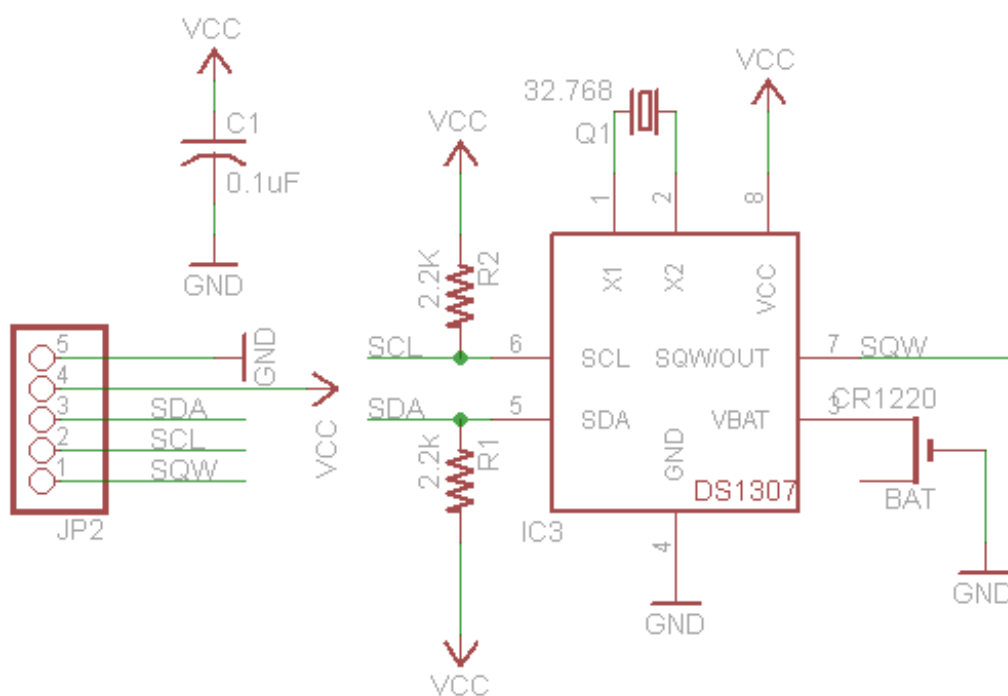 VCC
C1
0.1uF
GND
VCC
2.2K
R2
32.768
Q1
VCC
1
2
8
X1
X2
VCC
JP2
5
4
3
2
1
GND
VCC
SDA
SCL
SQW
SCL
6
SCL
SQW/OUT
7
SQW
SDA
5
SDA
VBAT
3
CR1220
GND
DS1307
BAT
IC3
2.2k
R1
4
GND
GND
VCC